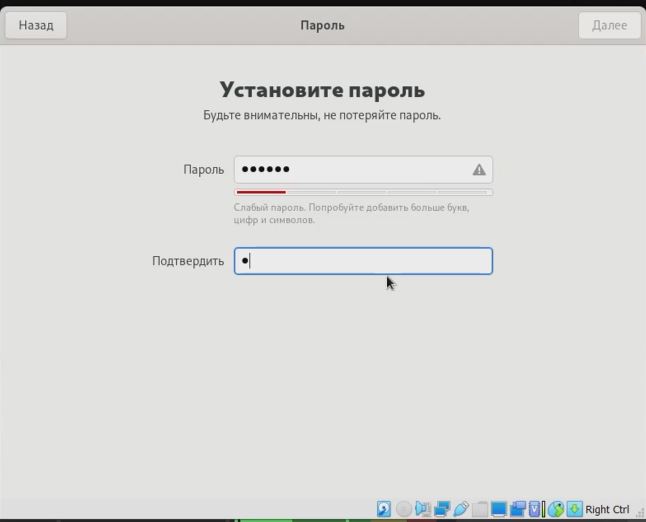 Назад
Пароль
Далее
Установите пароль
Будьте внимательны, не потеряйте пароль.
Пароль
●●●●●●
Слабый пароль. Попробуйте добавить больше букв,
цифр и символов.
Подтвердить
●
Right Ctrl